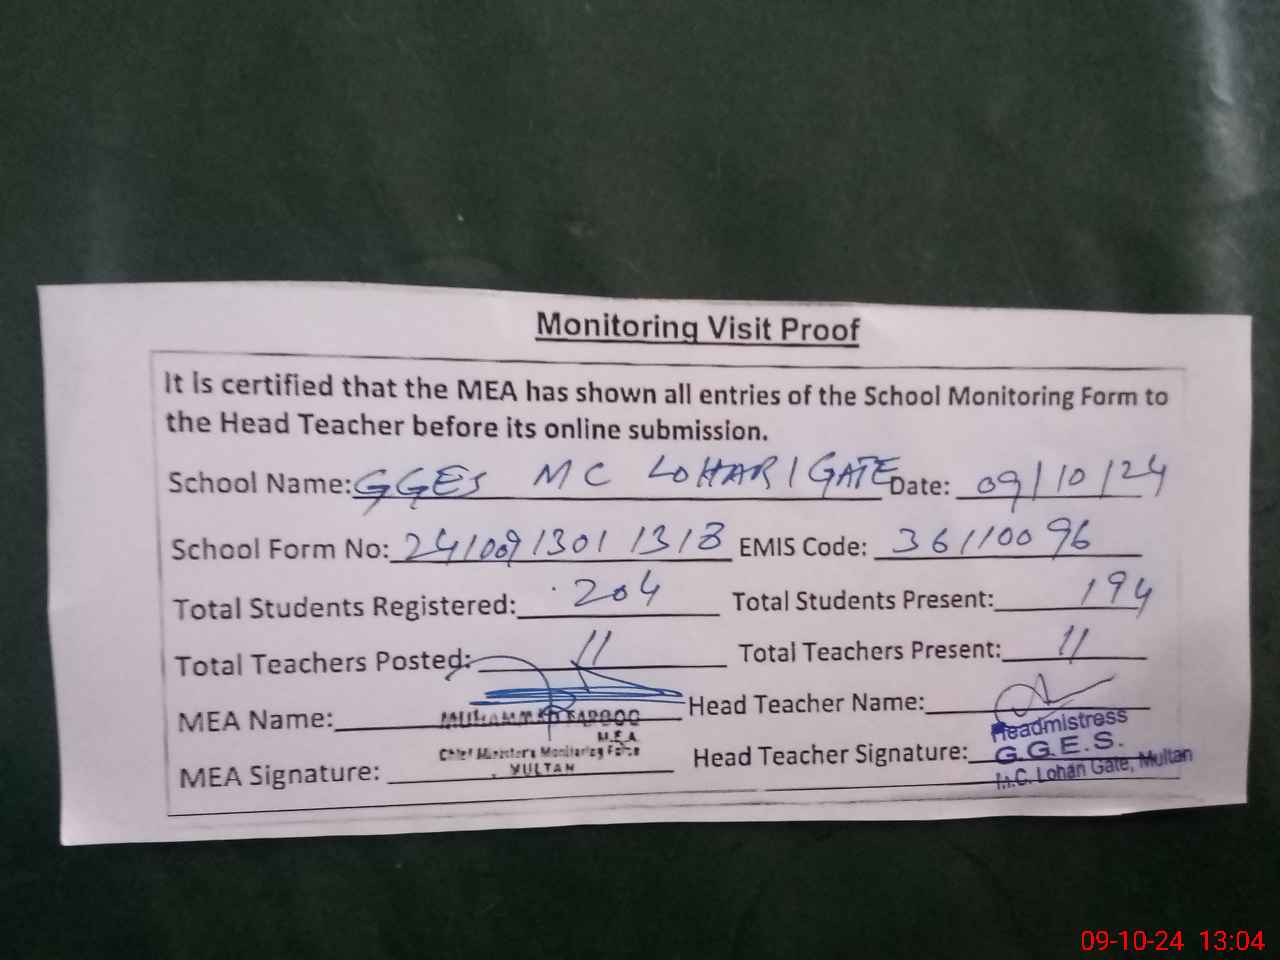 Monitoring Visit Proof
It is certified that the MEA has shown all entries of the School Monitoring Form to
the Head Teacher before its online submission.
School Name: GGES MC LOHARI GATE Date: 09/10/24
School Form No: 24100913011318 EMIS Code: 36110096
Total Students Registered: 204 Total Students Present: 194
Total Teachers Posted: 11 Total Teachers Present: 11
MEA Name: MUHAMMAD FAROOQ Head Teacher Name:
M.E.A
Chief Minister's Monitoring Force
MULTAN
MEA Signature: Head Teacher Signature:
Headmistress
G.G.E.S.
M.C. Lohari Gate, Multan
09-10-24 13:04